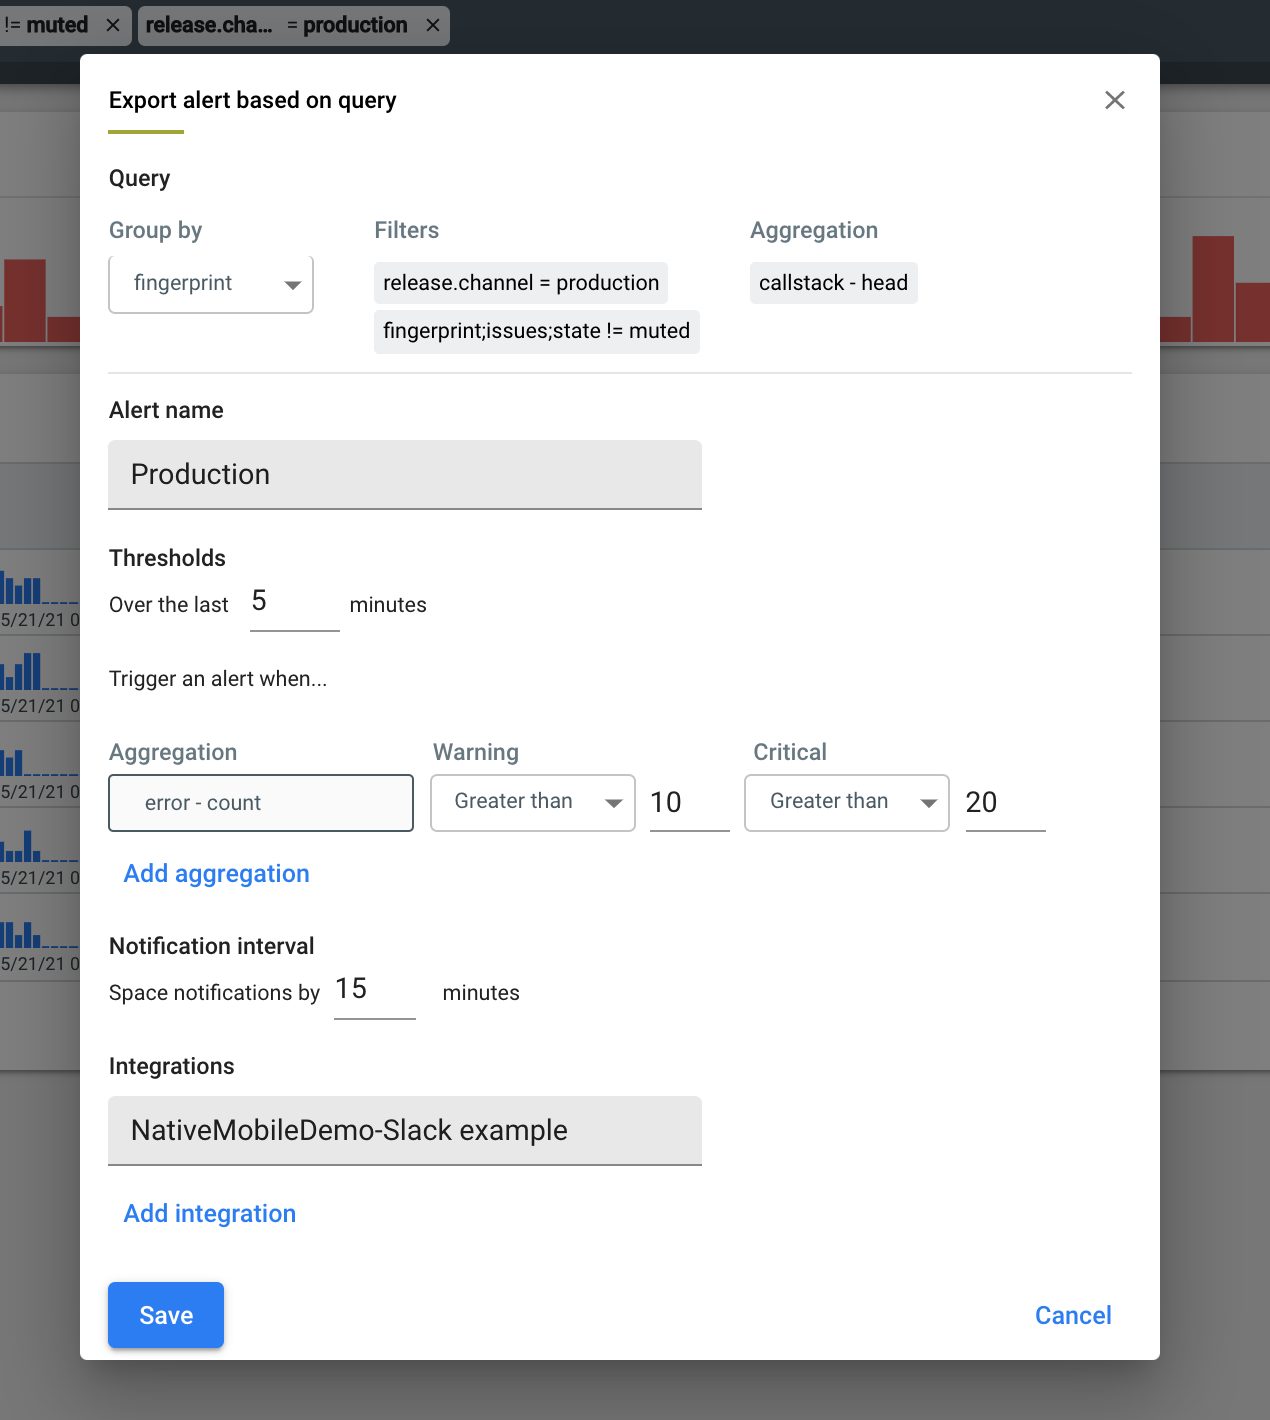 != muted ×
release.cha... = production ×
Export alert based on query
Query
Group by
Filters
Aggregation
fingerprint
release.channel = production
callstack - head
fingerprint;issues;state != muted
Alert name
Production
Thresholds
Over the last 5 minutes
Trigger an alert when...
Aggregation
Warning
Critical
error - count
Greater than
10
Greater than
20
Add aggregation
Notification interval
Space notifications by 15 minutes
Integrations
NativeMobileDemo-Slack example
Add integration
Save
Cancel
5/21/21 0
5/21/21 0
5/21/21 0
5/21/21 0
5/21/21 0